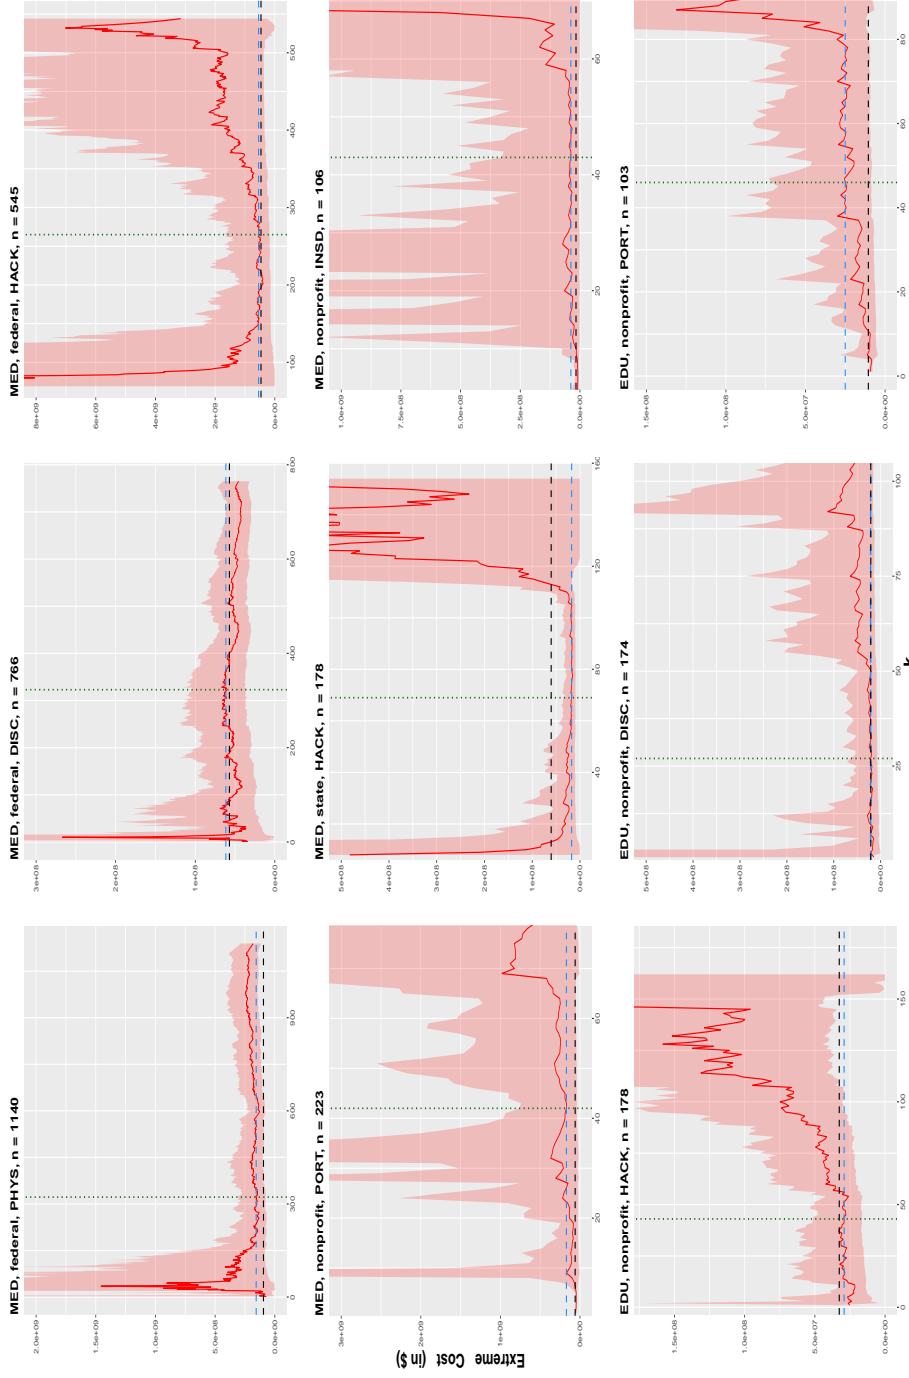 MED, federal, PHYS, n = 1140
2.0e+09
1.5e+09
1.0e+09
5.0e+08
0.0e+00
0
300
600
900
MED, federal, DISC, n = 766
3e+08
2e+08
1e+08
0e+00
0
200
400
600
800
MED, federal, HACK, n = 545
8e+09
6e+09
4e+09
2e+09
0e+00
100
200
300
400
500
Extreme Cost (in $)
MED, nonprofit, PORT, n = 223
3e+09
2e+09
1e+09
0e+00
20
40
60
MED, state, HACK, n = 178
5e+08
4e+08
3e+08
2e+08
1e+08
0e+00
40
80
120
160
MED, nonprofit, INSD, n = 106
1.0e+09
7.5e+08
5.0e+08
2.5e+08
0.0e+00
20
40
60
EDU, nonprofit, HACK, n = 178
1.5e+08
1.0e+08
5.0e+07
0.0e+00
0
50
100
150
EDU, nonprofit, DISC, n = 174
5e+08
4e+08
3e+08
2e+08
1e+08
0e+00
25
50
75
100
EDU, nonprofit, PORT, n = 103
1.5e+08
1.0e+08
5.0e+07
0.0e+00
0
20
40
60
80
k